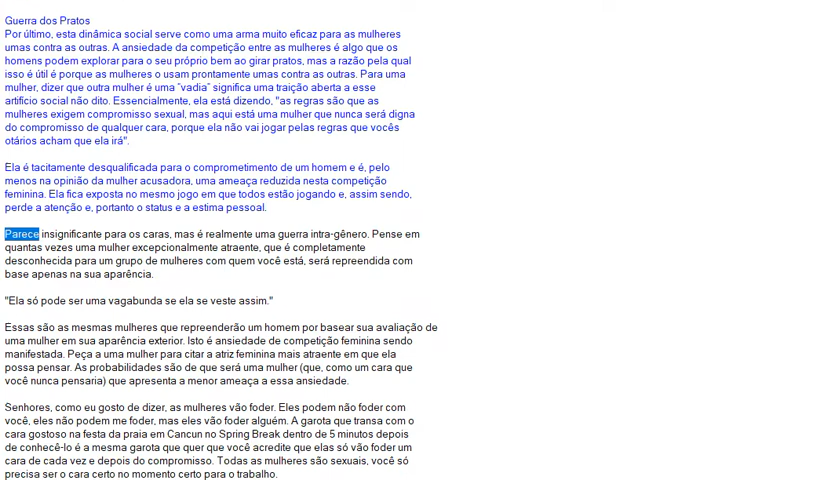 Guerra dos Pratos
Por último, esta dinâmica social serve como uma arma muito eficaz para as mulheres
umas contra as outras. A ansiedade da competição entre as mulheres é algo que os
homens podem explorar para o seu próprio bem ao girar pratos, mas a razão pela qual
isso é útil é porque as mulheres o usam prontamente umas contra as outras. Para uma
mulher, dizer que outra mulher é uma "vadia" significa uma traição aberta a esse
artifício social não dito. Essencialmente, ela está dizendo, "as regras são que as
mulheres exigem compromisso sexual, mas aqui está uma mulher que nunca será digna
do compromisso de qualquer cara, porque ela não vai jogar pelas regras que vocês
otários acham que ela irá".
Ela é tacitamente desqualificada para o comprometimento de um homem e é, pelo
menos na opinião da mulher acusadora, uma ameaça reduzida nesta competição
feminina. Ela fica exposta no mesmo jogo em que todos estão jogando e, assim sendo,
perde a atenção e, portanto o status e a estima pessoal.
Parece insignificante para os caras, mas é realmente uma guerra intra-gênero. Pense em
quantas vezes uma mulher excepcionalmente atraente, que é completamente
desconhecida para um grupo de mulheres com quem você está, será repreendida com
base apenas na sua aparência.
"Ela só pode ser uma vagabunda se ela se veste assim."
Essas são as mesmas mulheres que repreenderão um homem por basear sua avaliação de
uma mulher em sua aparência exterior. Isto é ansiedade de competição feminina sendo
manifestada. Peça a uma mulher para citar a atriz feminina mais atraente em que ela
possa pensar. As probabilidades são de que será uma mulher (que, como um cara que
você nunca pensaria) que apresenta a menor ameaça a essa ansiedade.
Senhores, como eu gosto de dizer, as mulheres vão foder. Eles podem não foder com
você, eles não podem me foder, mas eles vão foder alguém. A garota que transa com o
cara gostoso na festa da praia em Cancun no Spring Break dentro de 5 minutos depois
de conhecê-lo é a mesma garota que quer que você acredite que elas só vão foder um
cara de cada vez e depois do compromisso. Todas as mulheres são sexuais, você só
precisa ser o cara certo no momento certo para o trabalho.